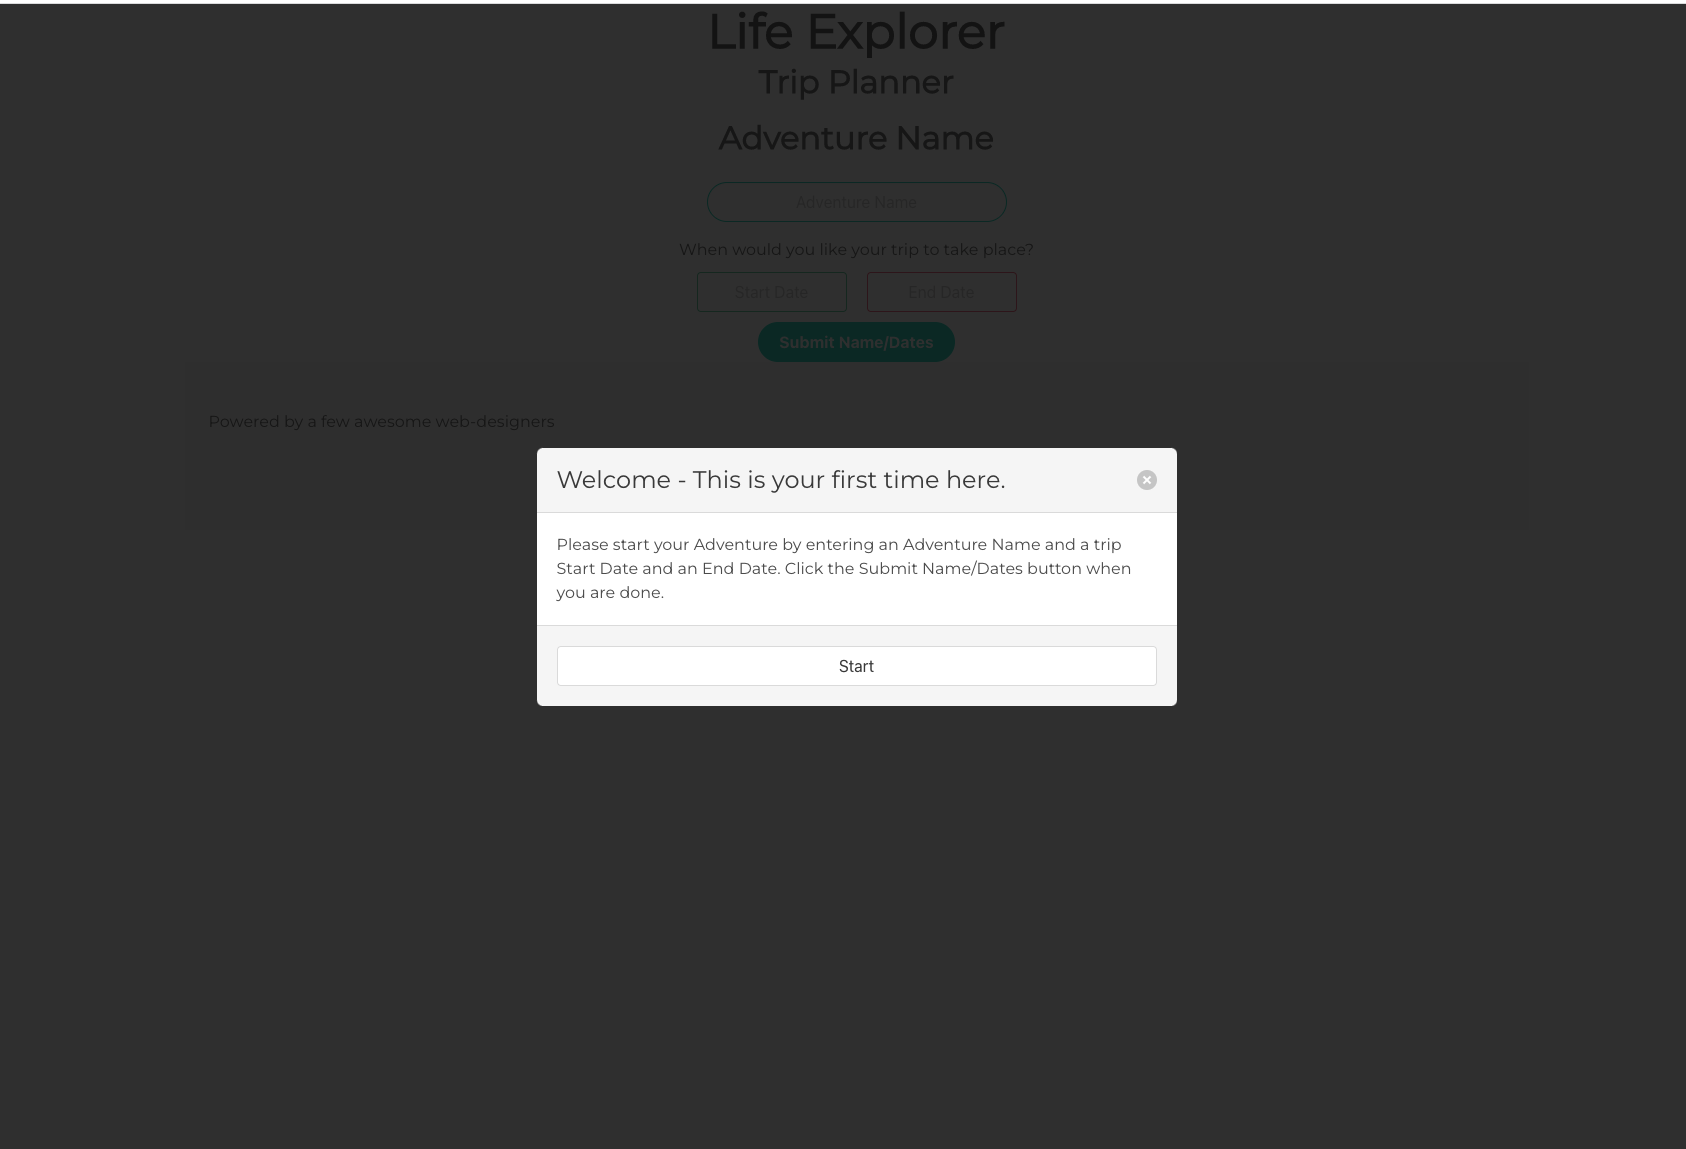 Life Explorer
Trip Planner
Adventure Name
Adventure Name
When would you like your trip to take place?
Start Date End Date
Submit Name/Dates
Powered by a few awesome web-designers
Welcome - This is your first time here.
Please start your Adventure by entering an Adventure Name and a trip
Start Date and an End Date. Click the Submit Name/Dates button when
you are done.
Start